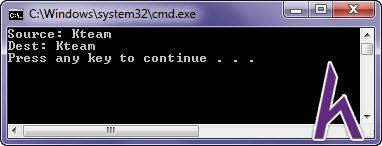 C:\Windows\system32\cmd.exe
Source: Kteam
Dest: Kteam
Press any key to continue . . .